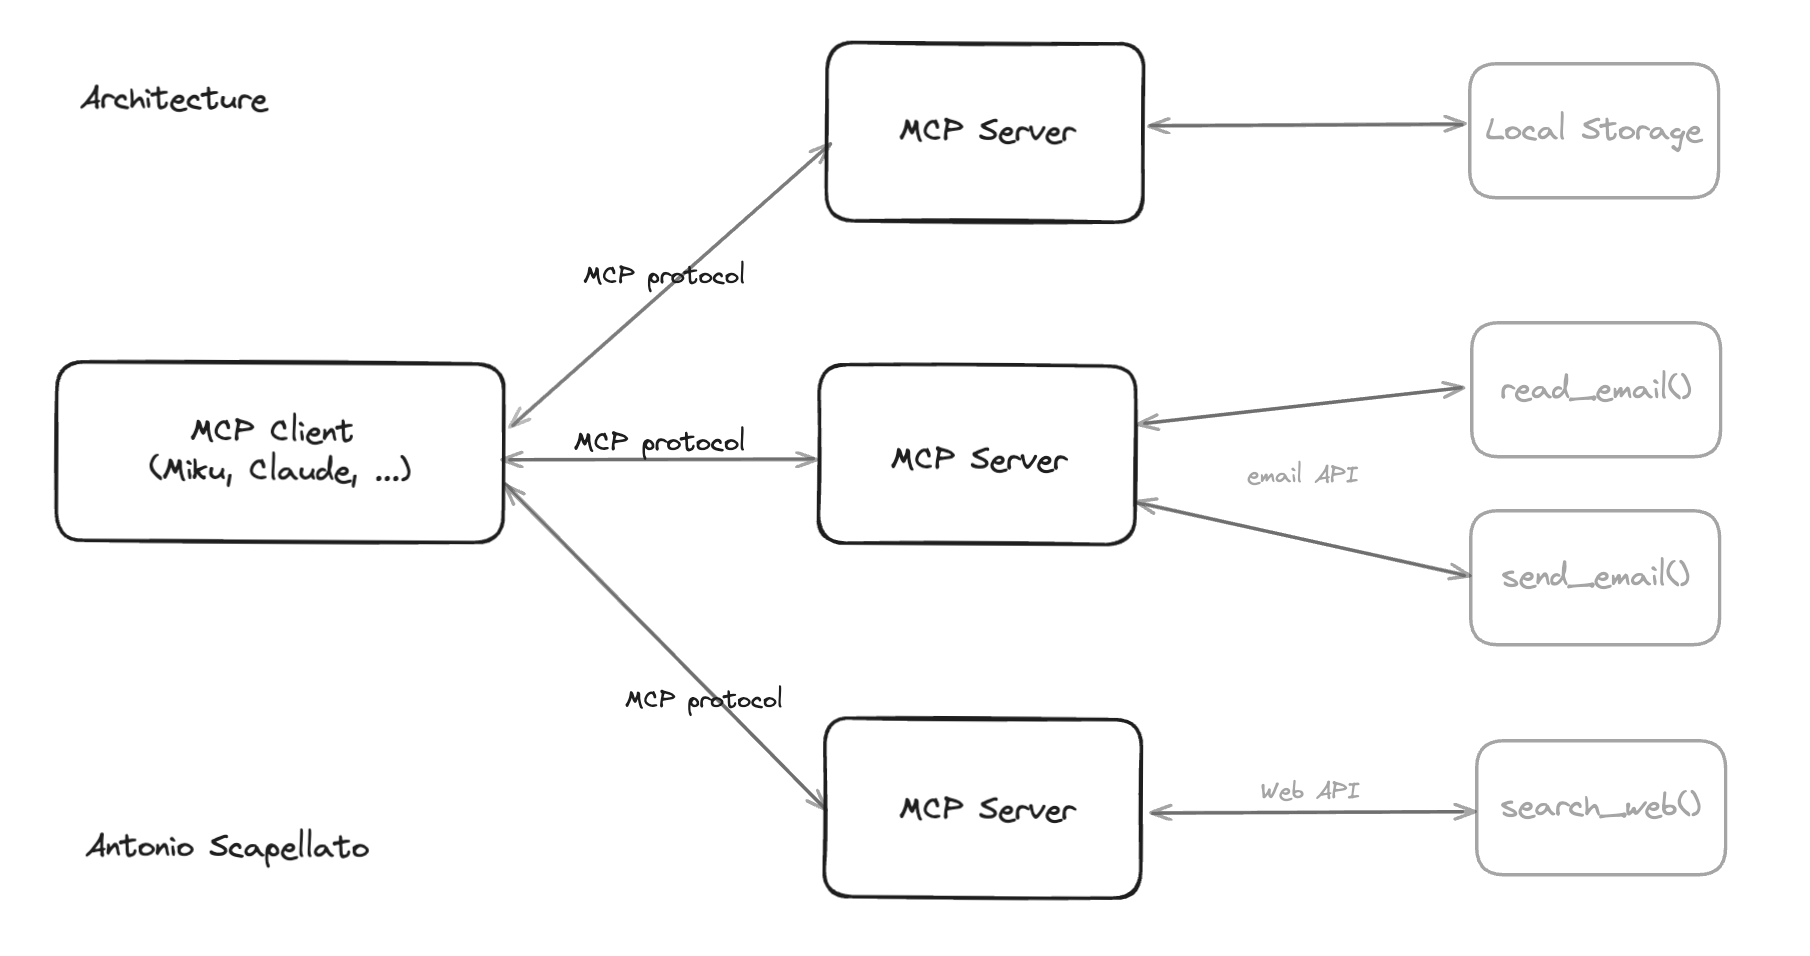 Architecture
MCP Server
Local Storage
MCP protocol
MCP Client
(Miku, Claude, ...)
MCP protocol
MCP Server
read_email()
email API
send_email()
MCP protocol
MCP Server
Web API
search_web()
Antonio Scapellato